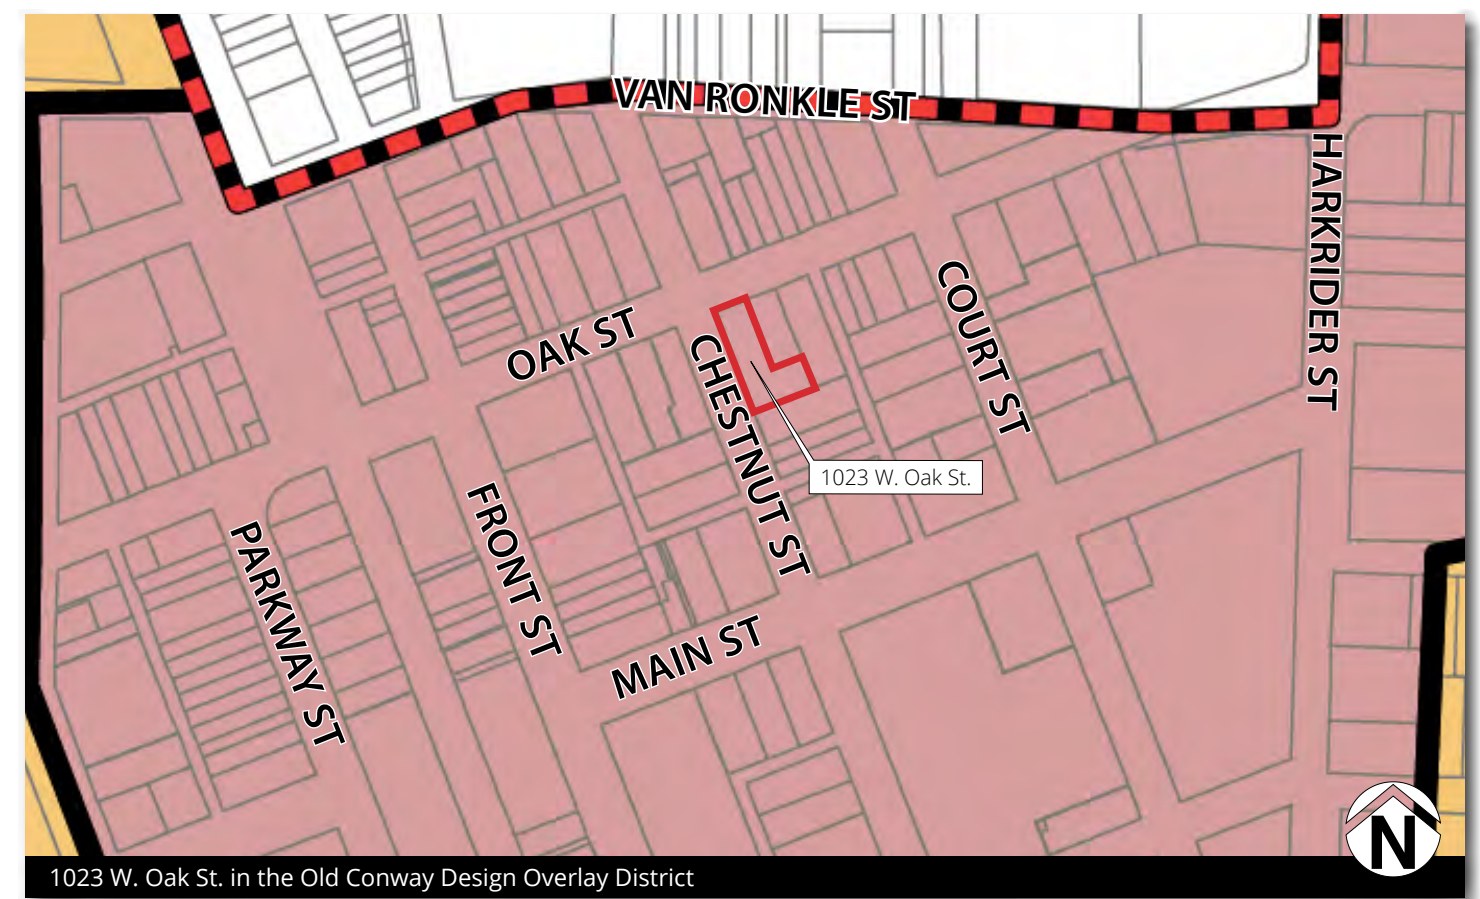 VAN RONKLE ST
HARKRIDER ST
COURT ST
OAK ST
CHESTNUT ST
1023 W. Oak St.
FRONT ST
PARKWAY ST
MAIN ST
N
1023 W. Oak St. in the Old Conway Design Overlay District